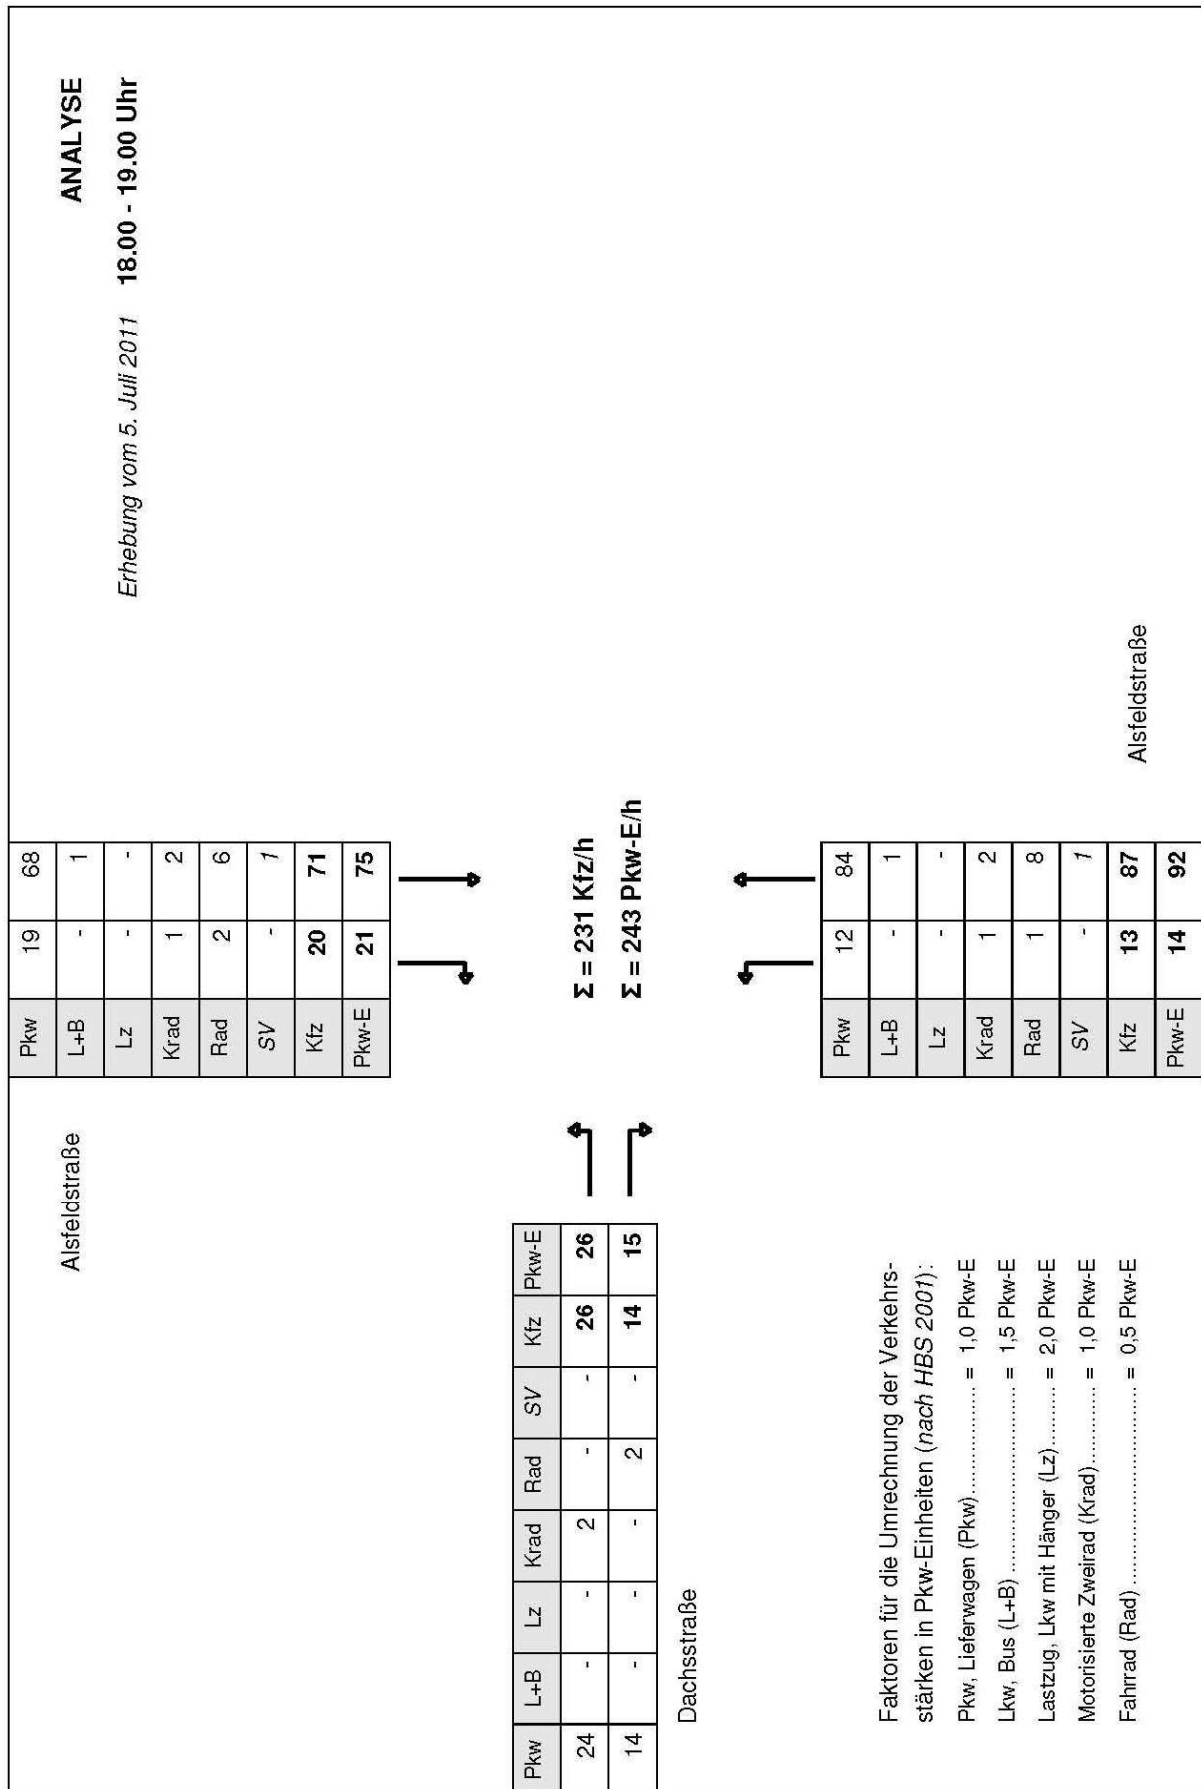 ANALYSE
Erhebung vom 5. Juli 2011 18.00 - 19.00 Uhr
Alsfeldstraße
Pkw 19 68
L+B - 1
Lz - -
Krad 1 2
Rad 2 6
SV - 1
Kfz 20 71
Pkw-E 21 75
Pkw L+B Lz Krad Rad SV Kfz Pkw-E
24 - - 2 - - 26 26
14 - - - 2 - 14 15
Dachsstraße
Σ = 231 Kfz/h
Σ = 243 Pkw-E/h
Pkw 12 84
L+B - 1
Lz - -
Krad 1 2
Rad 1 8
SV - 1
Kfz 13 87
Pkw-E 14 92
Alsfeldstraße
Faktoren für die Umrechnung der Verkehrs-
stärken in Pkw-Einheiten (nach HBS 2001):
Pkw, Lieferwagen (Pkw)................. = 1,0 Pkw-E
Lkw, Bus (L+B) ............................... = 1,5 Pkw-E
Lastzug, Lkw mit Hänger (Lz)........... = 2,0 Pkw-E
Motorisierte Zweirad (Krad)............. = 1,0 Pkw-E
Fahrrad (Rad) .................................. = 0,5 Pkw-E